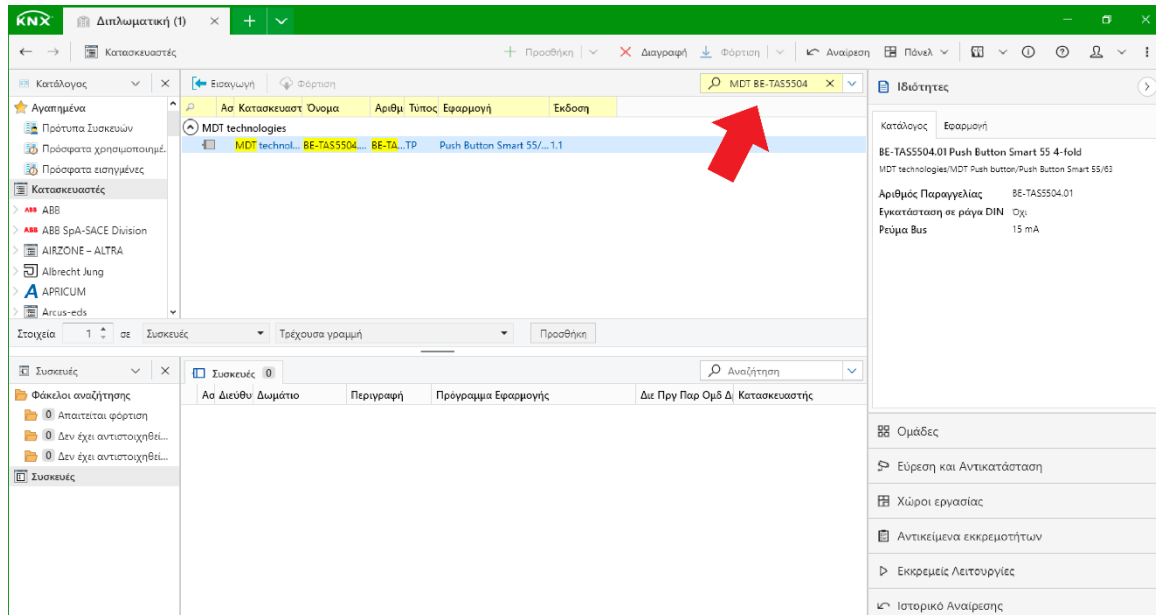 KNX Διπλωματική (1)
Κατασκευαστές Προσθήκη Διαγραφή Φόρτιση Αναίρεση Πάνελ
Κατάλογος Εισαγωγή Φόρτιση MDT BE-TAS5504 Ιδιότητες
Αγαπημένα
Πρότυπα Συσκευών
Πρόσφατα χρησιμοποιημέ.
Πρόσφατα εισηγμένες
Κατασκευαστές
ABB ABB
ABB ABB SpA-SACE Division
AIRZONE – ALTRA
Albrecht Jung
APRICUM
Arcus-eds
Ασ Κατασκευαστ Όνομα Αριθμ Τύπος Εφαρμογή Έκδοση
MDT technologies
MDT technol... BE-TAS5504.... BE-TA... TP Push Button Smart 55/... 1.1
Κατάλογος Εφαρμογή
BE-TAS5504.01 Push Button Smart 55 4-fold
MDT technologies/MDT Push button/Push Button Smart 55/63
Αριθμός Παραγγελίας BE-TAS5504.01
Εγκατάσταση σε ράγα DIN Όχι
Ρεύμα Bus 15 mA
Στοιχεία 1 σε Συσκευές Τρέχουσα γραμμή Προσθήκη
Συσκευές
Φάκελοι αναζήτησης
0 Απαιτείται φόρτιση
0 Δεν έχει αντιστοιχηθεί...
0 Δεν έχει αντιστοιχηθεί...
Συσκευές
Συσκευές 0 Αναζήτηση
Ασ Διεύθυ Δωμάτιο Περιγραφή Πρόγραμμα Εφαρμογής Διε Πργ Παρ Ομδ Δι Κατασκευαστής
Ομάδες
Εύρεση και Αντικατάσταση
Χώροι εργασίας
Αντικείμενα εκκρεμοτήτων
Εκκρεμείς Λειτουργίες
Ιστορικό Αναίρεσης